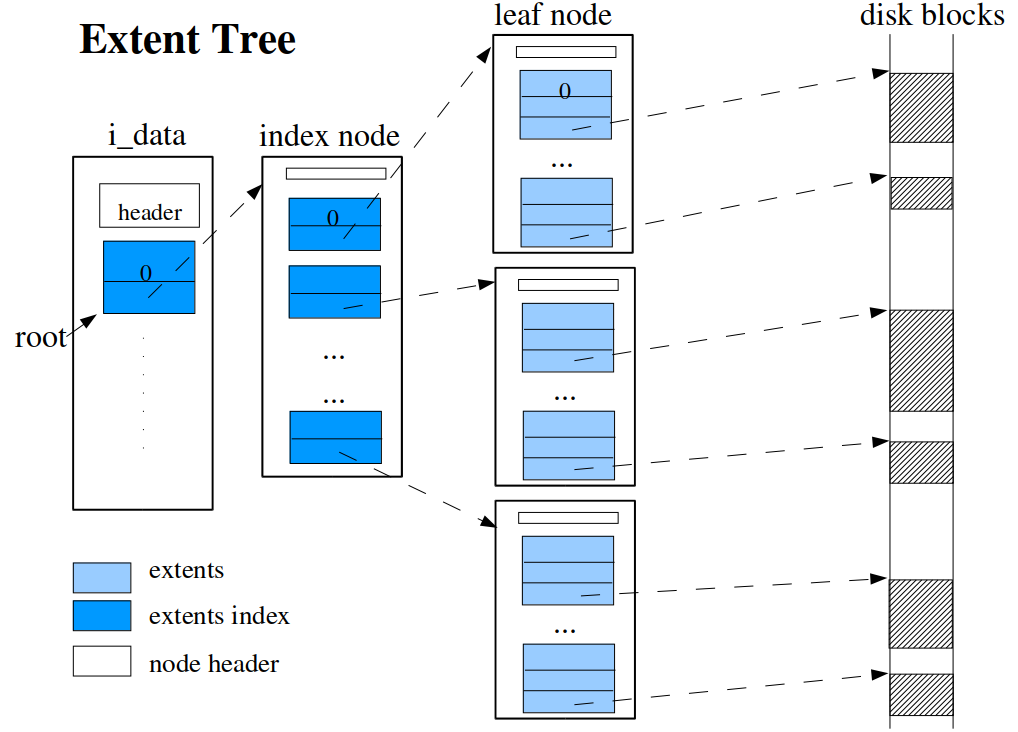 Extent Tree
leaf node
disk blocks
i_data
index node
header
0
root
0
...
...
0
...
...
...
extents
extents index
node header